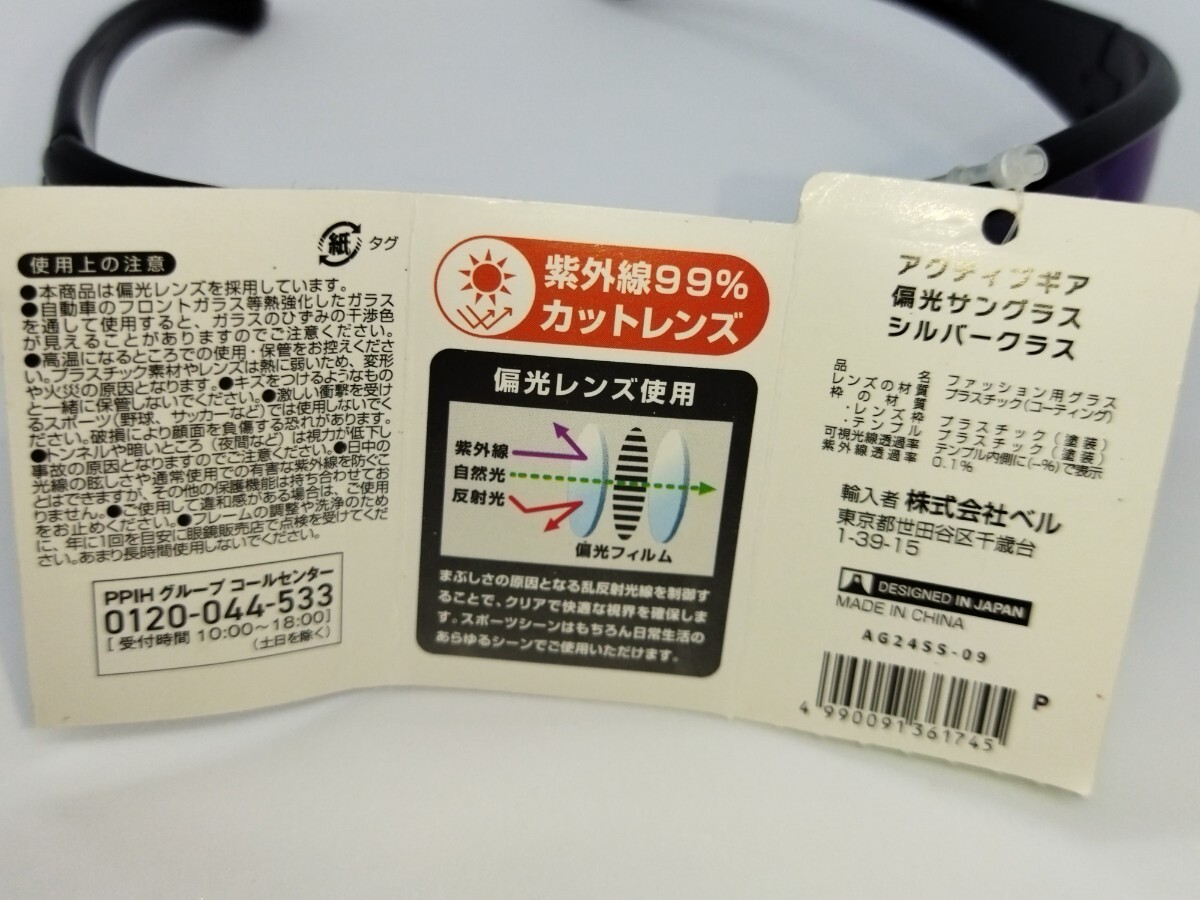 使用上の注意
紙 タグ
●本商品は偏光レンズを採用しています。
●自動車のフロントガラス等熱強化したガラス
を通して使用すると、ガラスのひずみの干渉色
が見えることがありますのでご注意ください。
●高温になるところでの使用・保管をお控えくださ
い。プラスチック素材やレンズは熱に弱いため、変形
や火災の原因となります。●キズをつけるようなもの
と一緒に保管しないでください。●激しい衝撃を受け
るスポーツ(野球、サッカーなど)では使用しないでく
ださい。破損により顔面を負傷する恐れがあります。
●トンネルや暗いところ(夜間など)は視力が低下し
事故の原因となりますのでご注意ください。●日中の
光線の眩しさや通常使用での有害な紫外線を防ぐこ
とはできますが、その他の保護機能は持ち合わせてお
りません。●ご使用して違和感がある場合は、ご使用
をお止めください。●フレームの調整や洗浄のため
に、年に1回を目安に眼鏡販売店で点検を受けてくだ
さい。あまり長時間使用しないでください。
PPIHグループ コールセンター
0120-044-533
[受付時間 10:00~18:00]
(土日を除く)
紫外線99%
カットレンズ
偏光レンズ使用
紫外線
自然光
反射光
偏光フィルム
まぶしさの原因となる乱反射光線を制御す
ることで、クリアで快適な視界を確保しま
す。スポーツシーンはもちろん日常生活の
あらゆるシーンでご使用いただけます。
アクティブギア
偏光サングラス
シルバークラス
品名 ファッション用グラス
レンズの材質 プラスチック(コーティング)
枠の材質
・レンズ枠 プラスチック(塗装)
・テンプル プラスチック(塗装)
可視光線透過率 テンプル内側に(-%)で表示
紫外線透過率 0.1%
輸入者 株式会社ベル
東京都世田谷区千歳台
1-39-15
DESIGNED IN JAPAN
MADE IN CHINA
AG24SS-09
P
4 990091 361745